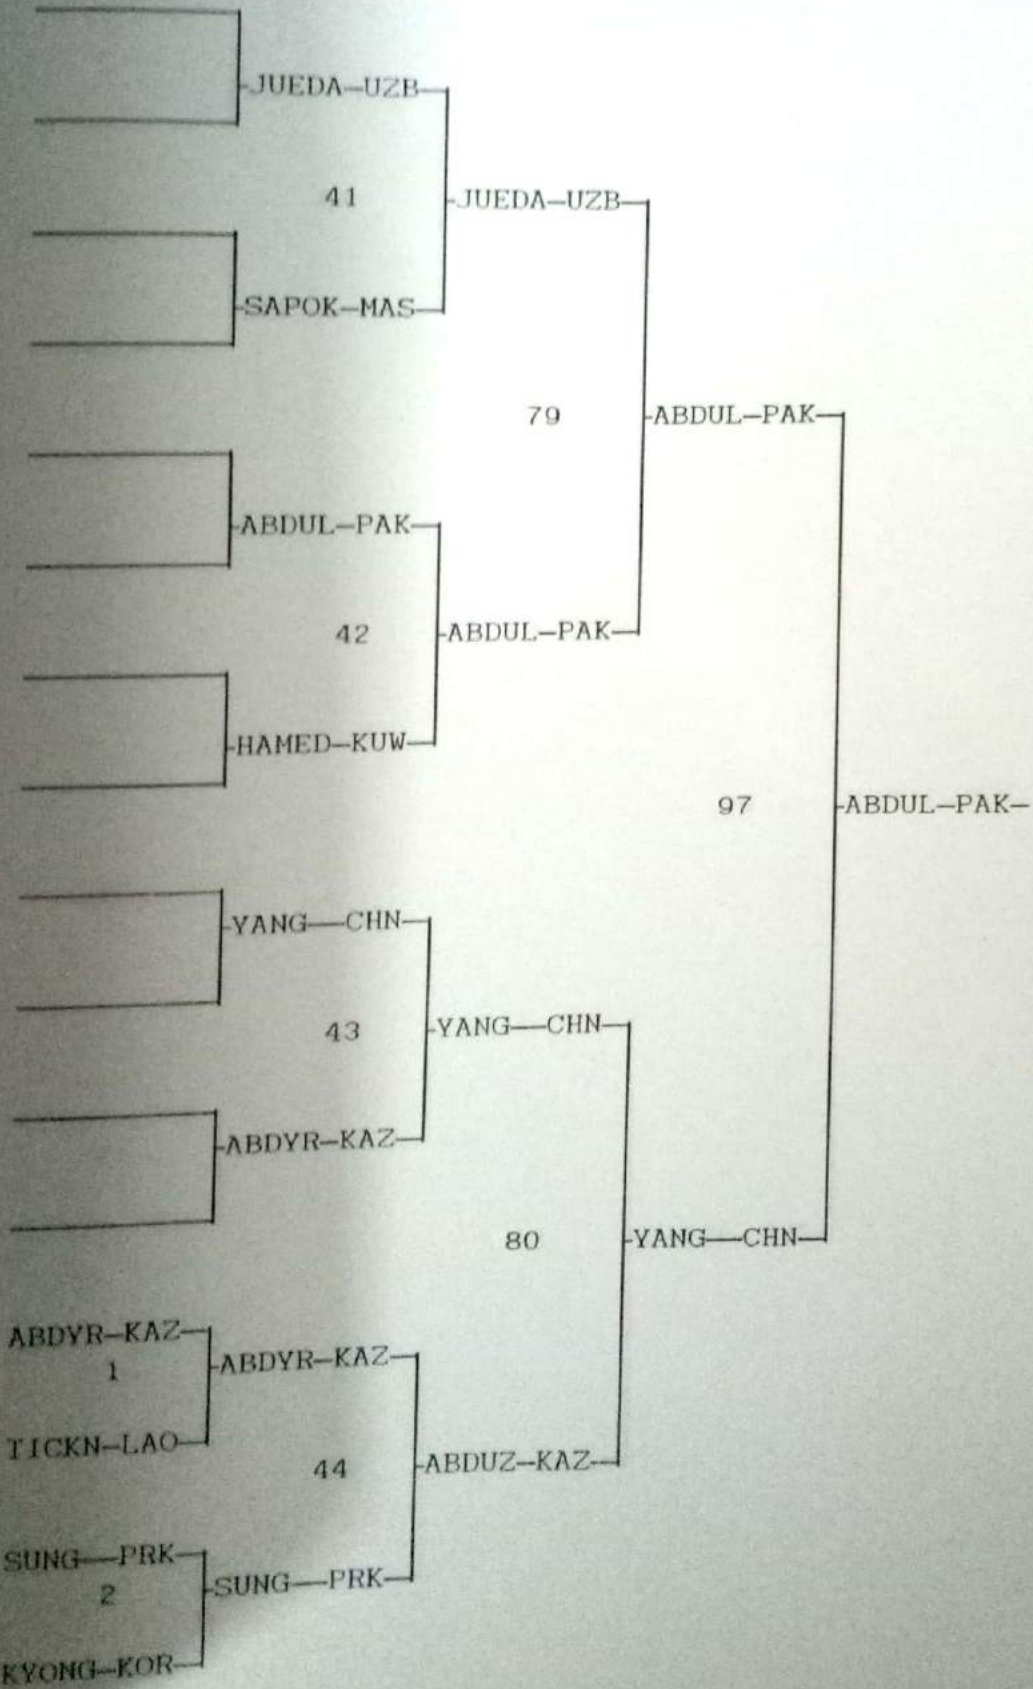 JUEDA-UZB
41
JUEDA-UZB
SAPOK-MAS
79
ABDUL-PAK
ABDUL-PAK
42
ABDUL-PAK
HAMED-KUW
97
ABDUL-PAK
YANG-CHN
43
YANG-CHN
ABDYR-KAZ
80
YANG-CHN
ABDYR-KAZ
1
ABDYR-KAZ
TICKN-LAO
44
ABDUZ-KAZ
SUNG-PRK
2
SUNG-PRK
KYONG-KOR